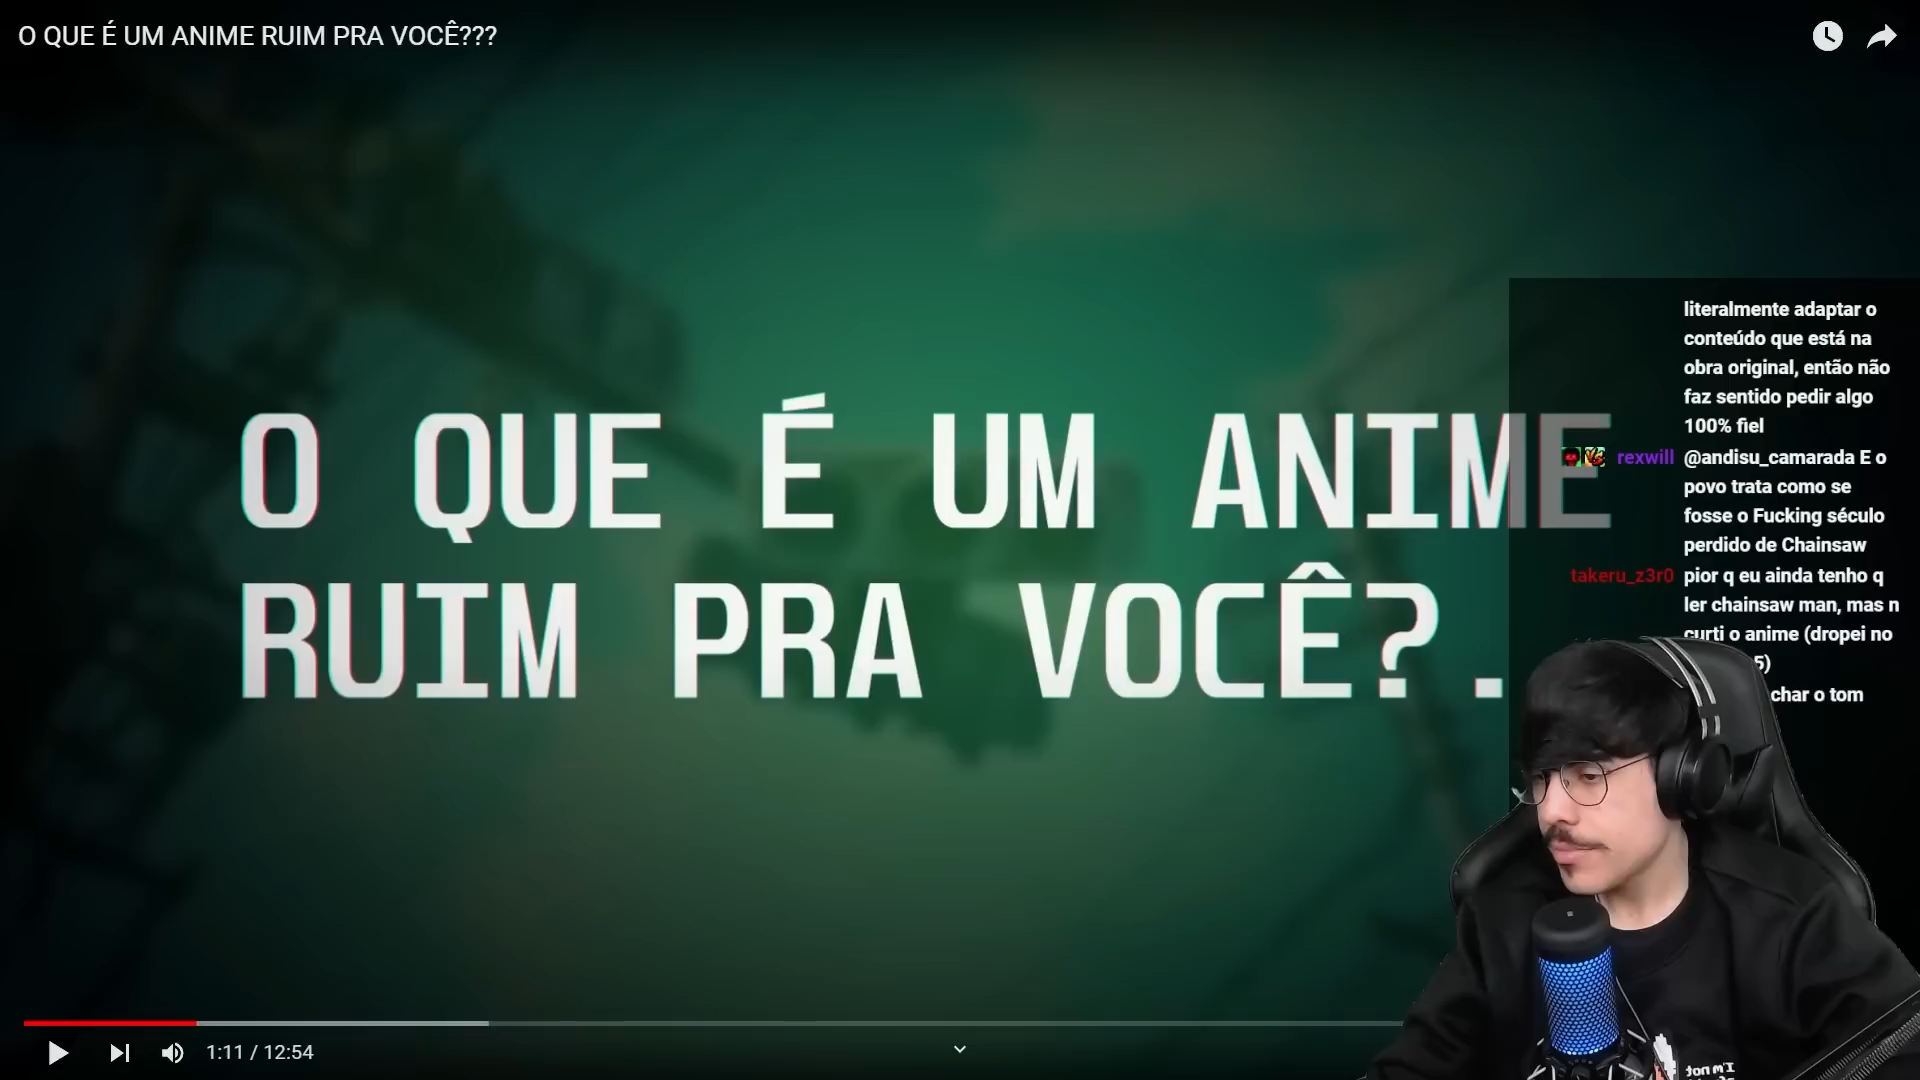 O QUE É UM ANIME RUIM PRA VOCÊ???
O QUE É UM ANIME
RUIM PRA VOCÊ?.
literalmente adaptar o
conteúdo que está na
obra original, então não
faz sentido pedir algo
100% fiel
rexwill @andisu_camarada E o
povo trata como se
fosse o Fucking século
perdido de Chainsaw
takeru_z3r0 pior q eu ainda tenho q
ler chainsaw man, mas n
curti o anime (dropei no
5)
char o tom
1:11 / 12:54
I'm not